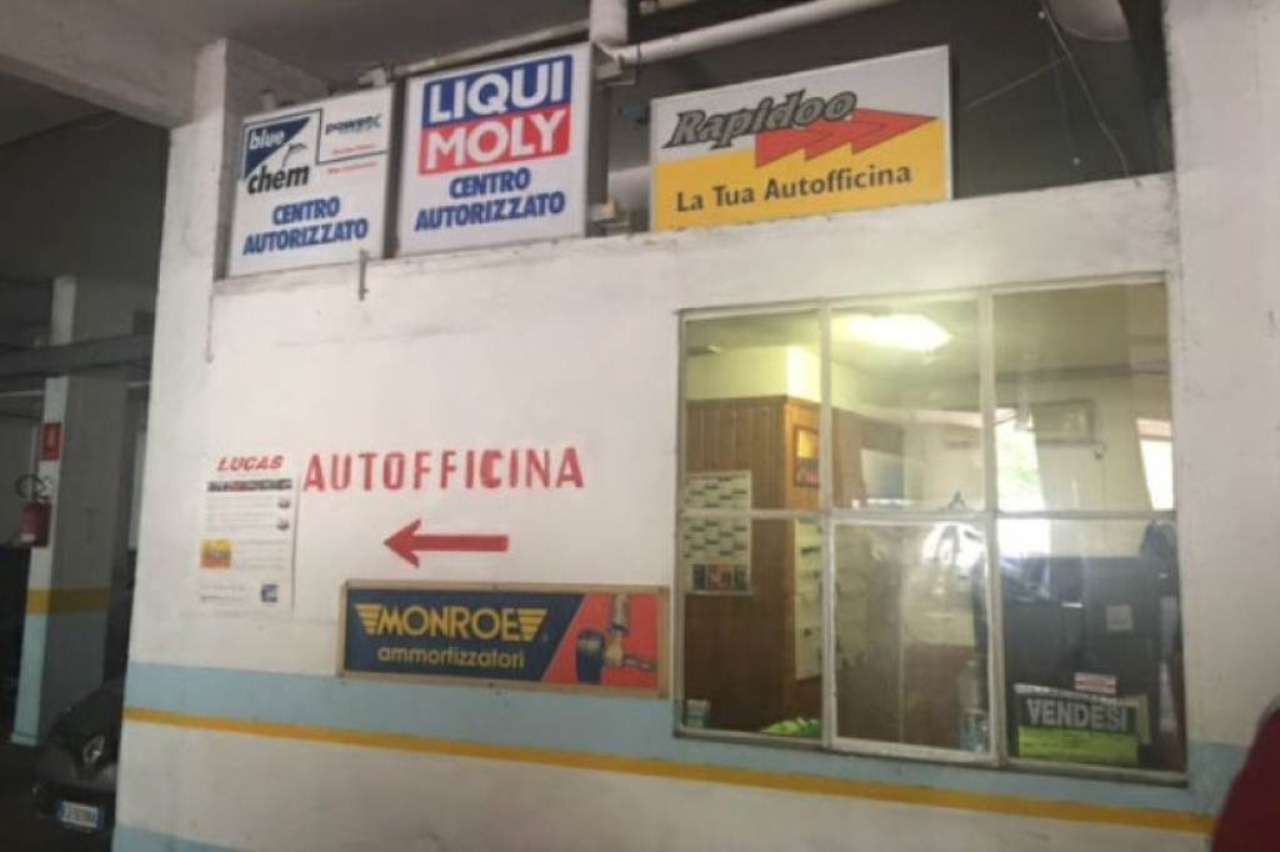 blue
chem
CENTRO
AUTORIZZATO
LIQUI
MOLY
CENTRO
AUTORIZZATO
Rapidoo
La Tua Autofficina
LUCAS
AUTOFFICINA
MONROE
ammortizzatori
VENDESI